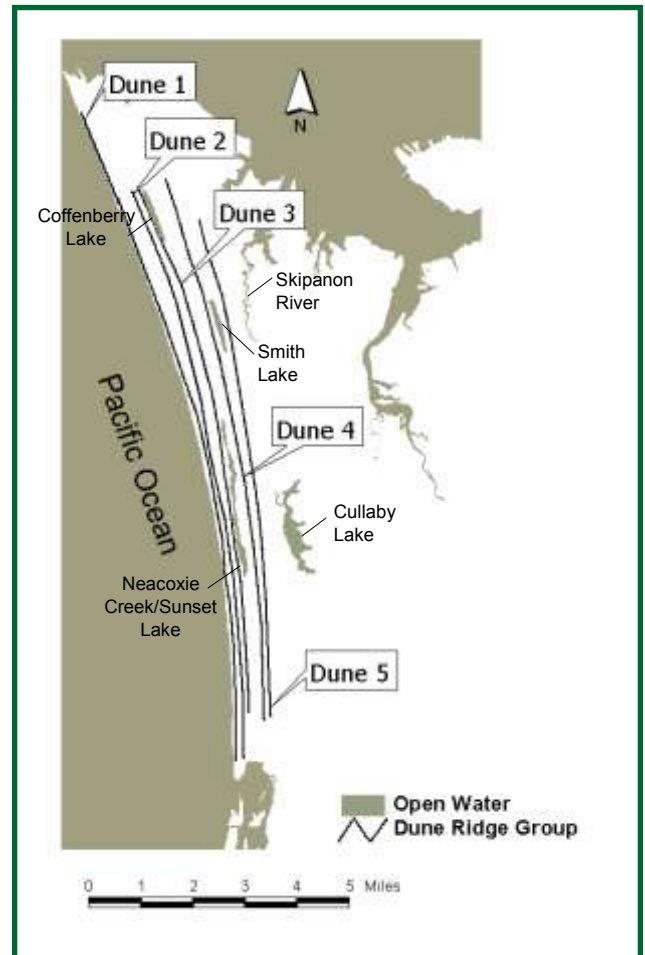 Dune 1
N
Dune 2
Coffenberry
Lake
Dune 3
Skipanon
River
Smith
Lake
Pacific Ocean
Dune 4
Cullaby
Lake
Neacoxie
Creek/Sunset
Lake
Dune 5
Open Water
Dune Ridge Group
0 1 2 3 4 5 Miles